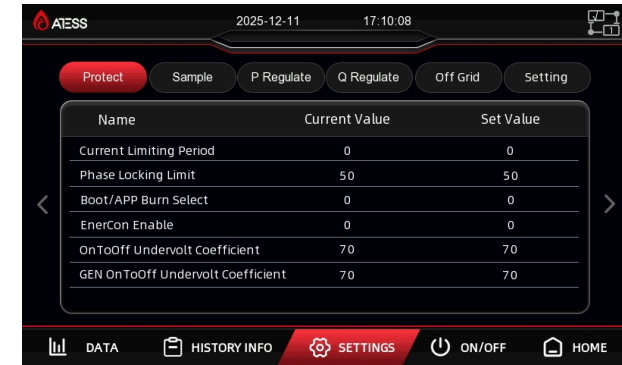 ATESS 2025-12-11 17:10:08
1
Protect Sample P Regulate Q Regulate Off Grid Setting
Name Current Value Set Value
Current Limiting Period 0 0
Phase Locking Limit 50 50
Boot/APP Burn Select 0 0
EnerCon Enable 0 0
OnToOff Undervolt Coefficient 70 70
GEN OnToOff Undervolt Coefficient 70 70
DATA HISTORY INFO SETTINGS ON/OFF HOME